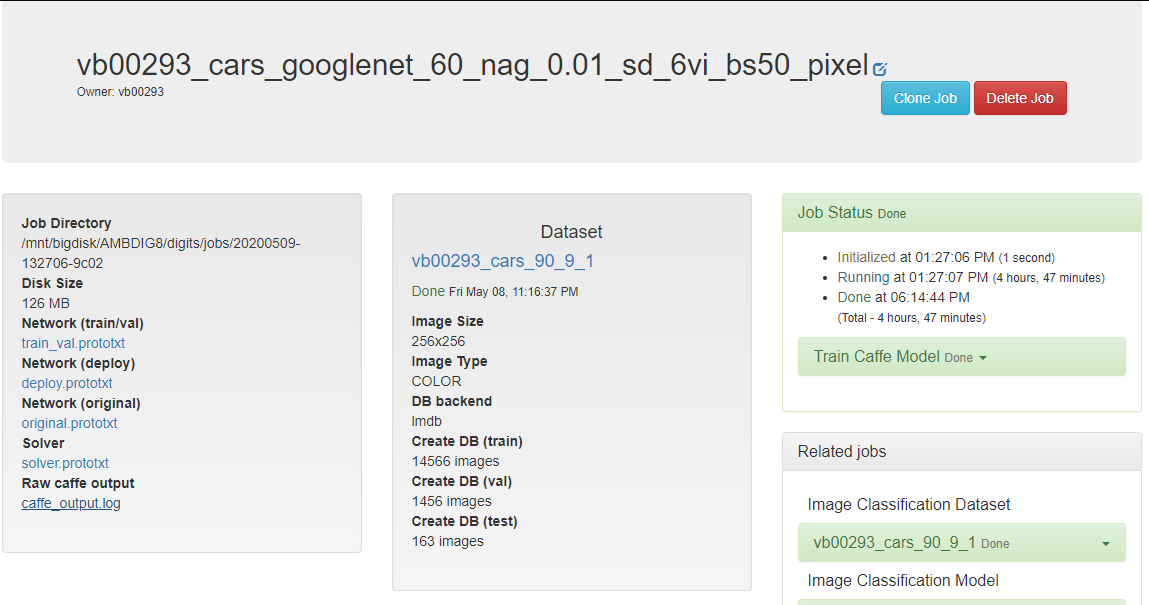 vb00293_cars_googlenet_60_nag_0.01_sd_6vi_bs50_pixel
Owner: vb00293
Clone Job
Delete Job
Job Directory
/mnt/bigdisk/AMBDIG8/digits/jobs/20200509-
132706-9c02
Disk Size
126 MB
Network (train/val)
train_val.prototxt
Network (deploy)
deploy.prototxt
Network (original)
original.prototxt
Solver
solver.prototxt
Raw caffe output
caffe_output.log
Dataset
vb00293_cars_90_9_1
Done Fri May 08, 11:16:37 PM
Image Size
256x256
Image Type
COLOR
DB backend
lmdb
Create DB (train)
14566 images
Create DB (val)
1456 images
Create DB (test)
163 images
Job Status Done
Initialized at 01:27:06 PM (1 second)
Running at 01:27:07 PM (4 hours, 47 minutes)
Done at 06:14:44 PM
(Total - 4 hours, 47 minutes)
Train Caffe Model Done
Related jobs
Image Classification Dataset
vb00293_cars_90_9_1 Done
Image Classification Model